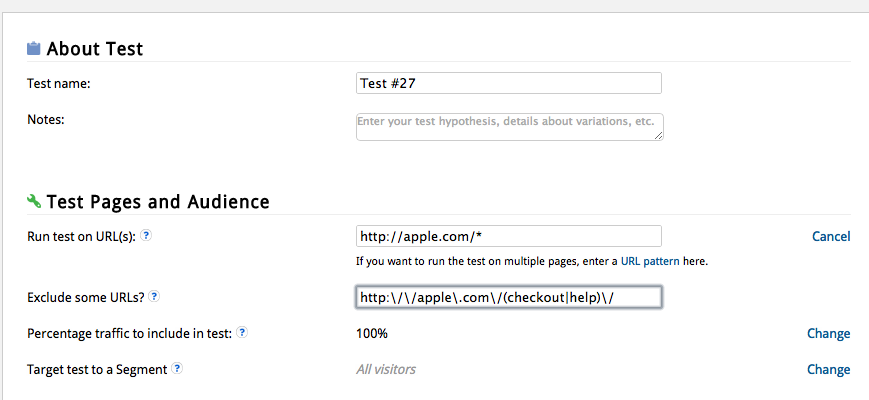 About Test
Test name: Test #27
Notes: Enter your test hypothesis, details about variations, etc.
Test Pages and Audience
Run test on URL(s): ? http://apple.com/* Cancel
If you want to run the test on multiple pages, enter a URL pattern here.
Exclude some URLs? ? http:\/\/apple\.com\/(checkout|help)\/
Percentage traffic to include in test: ? 100% Change
Target test to a Segment ? All visitors Change